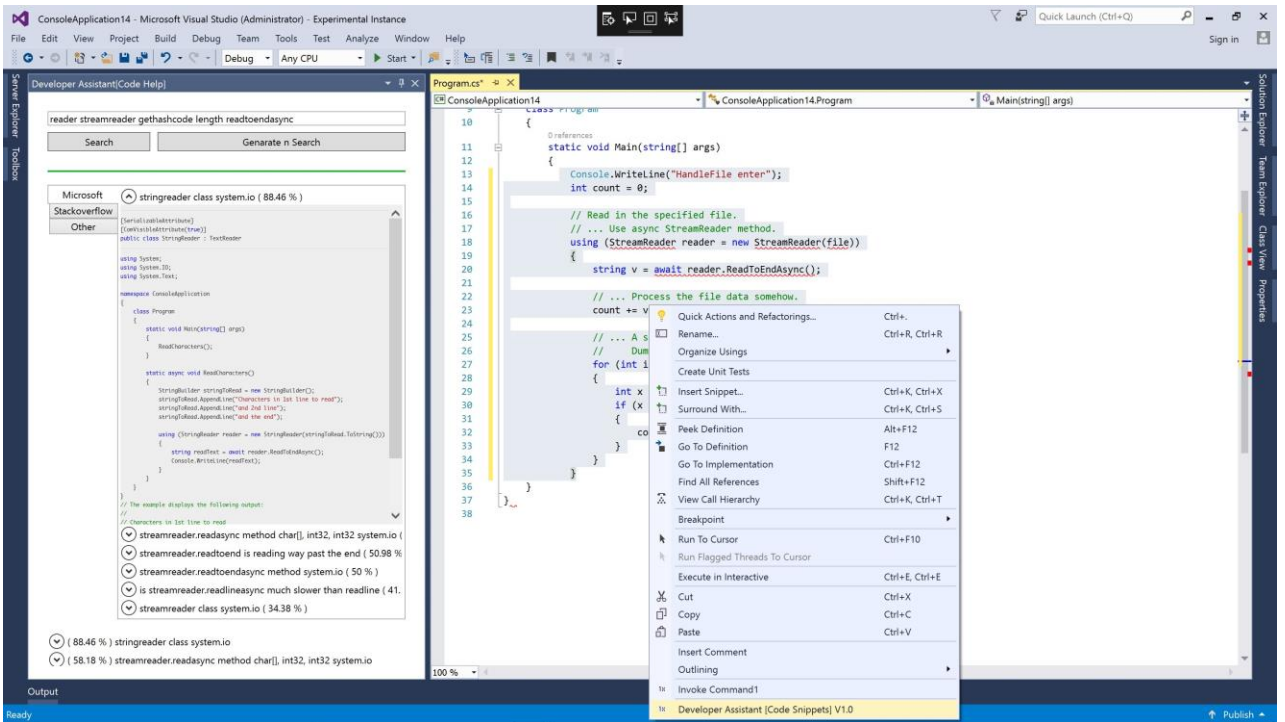 ConsoleApplication14 - Microsoft Visual Studio (Administrator) - Experimental Instance
Quick Launch (Ctrl+Q)
File Edit View Project Build Debug Team Tools Test Analyze Window Help
Sign in
Debug Any CPU Start
Server Explorer
Toolbox
Developer Assistant[Code Help]
reader streamreader gethashcode length readtoendasync
Search Genarate n Search
Microsoft
Stackoverflow
Other
stringreader class system.io ( 88.46 % )
[SerializableAttribute]
[ComVisibleAttribute(true)]
public class StringReader : TextReader
using System;
using System.IO;
using System.Text;
namespace ConsoleApplication
{
class Program
{
static void Main(string[] args)
{
ReadCharacters();
}
static async void ReadCharacters()
{
StringBuilder stringToRead = new StringBuilder();
stringToRead.AppendLine("Characters in 1st line to read");
stringToRead.AppendLine("and 2nd line");
stringToRead.AppendLine("and the end");
using (StringReader reader = new StringReader(stringToRead.ToString()))
{
string readText = await reader.ReadToEndAsync();
Console.WriteLine(readText);
}
}
}
}
// The example displays the following output:
//
// Characters in 1st line to read
streamreader.readasync method char[], int32, int32 system.io (
streamreader.readtoend is reading way past the end ( 50.98 %
streamreader.readtoendasync method system.io ( 50 % )
is streamreader.readlineasync much slower than readline ( 41.
streamreader class system.io ( 34.38 % )
( 88.46 % ) stringreader class system.io
( 58.18 % ) streamreader.readasync method char[], int32, int32 system.io
Program.cs*
ConsoleApplication14 ConsoleApplication14.Program Main(string[] args)
9 class Program
10 {
0 references
11 static void Main(string[] args)
12 {
13 Console.WriteLine("HandleFile enter");
14 int count = 0;
15
16 // Read in the specified file.
17 // ... Use async StreamReader method.
18 using (StreamReader reader = new StreamReader(file))
19 {
20 string v = await reader.ReadToEndAsync();
21
22 // ... Process the file data somehow.
23 count += v
24
25 // ... A s
26 // Dum
27 for (int i
28 {
29 int x
30 if (x
31 {
32 co
33 }
34 }
35 }
36 }
37 }
38
100 %
Quick Actions and Refactorings... Ctrl+.
Rename... Ctrl+R, Ctrl+R
Organize Usings
Create Unit Tests
Insert Snippet... Ctrl+K, Ctrl+X
Surround With... Ctrl+K, Ctrl+S
Peek Definition Alt+F12
Go To Definition F12
Go To Implementation Ctrl+F12
Find All References Shift+F12
View Call Hierarchy Ctrl+K, Ctrl+T
Breakpoint
Run To Cursor Ctrl+F10
Run Flagged Threads To Cursor
Execute in Interactive Ctrl+E, Ctrl+E
Cut Ctrl+X
Copy Ctrl+C
Paste Ctrl+V
Insert Comment
Outlining
Invoke Command1
Developer Assistant [Code Snippets] V1.0
Solution Explorer
Team Explorer
Class View
Properties
Output
Ready
Publish